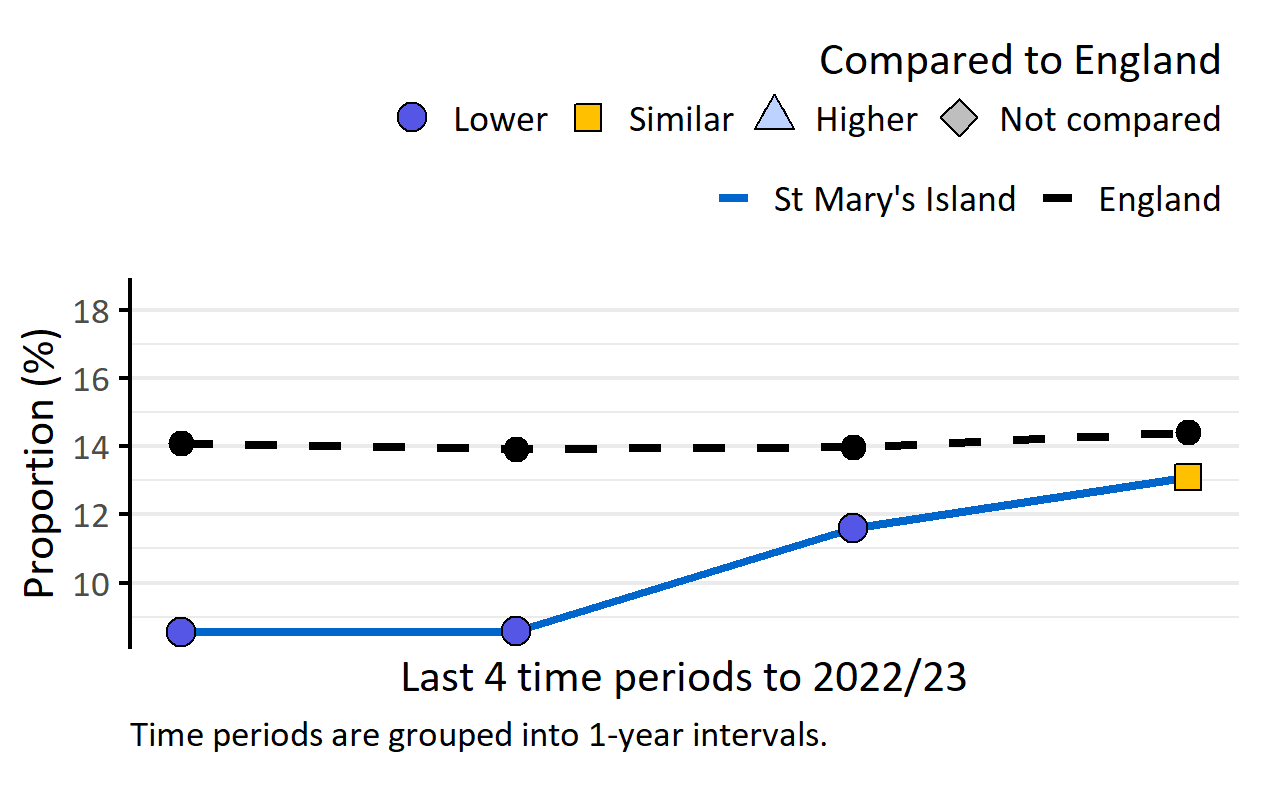 Compared to England
Lower Similar Higher Not compared
St Mary's Island England
Proportion (%)
18
16
14
12
10
Last 4 time periods to 2022/23
Time periods are grouped into 1-year intervals.